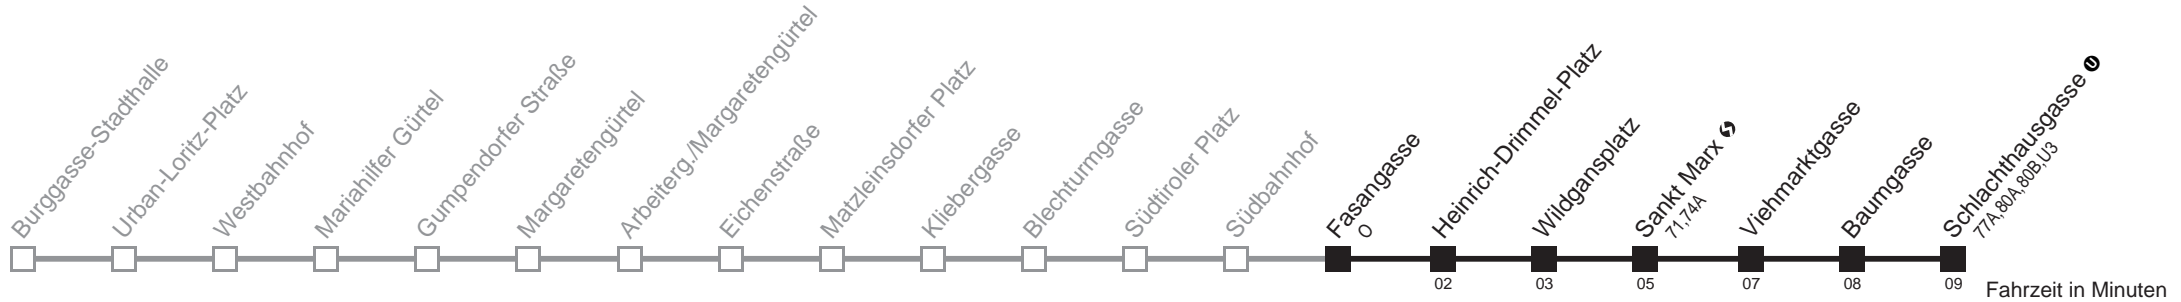 Burggasse-Stadthalle
Urban-Loritz-Platz
Westbahnhof
Mariahilfer Gürtel
Gumpendorfer Straße
Margaretengürtel
Arbeiterg./Margaretengürtel
Eichenstraße
Matzleinsdorfer Platz
Kliebergasse
Blechturmgasse
Südtiroler Platz
Südbahnhof
Fasangasse
O
Heinrich-Drimmel-Platz
Wildgansplatz
Sankt Marx
71,74A
Viehmarktgasse
Baumgasse
Schlachthausgasse U
77A,80A,80B,U3
02 03 05 07 08 09 Fahrzeit in Minuten